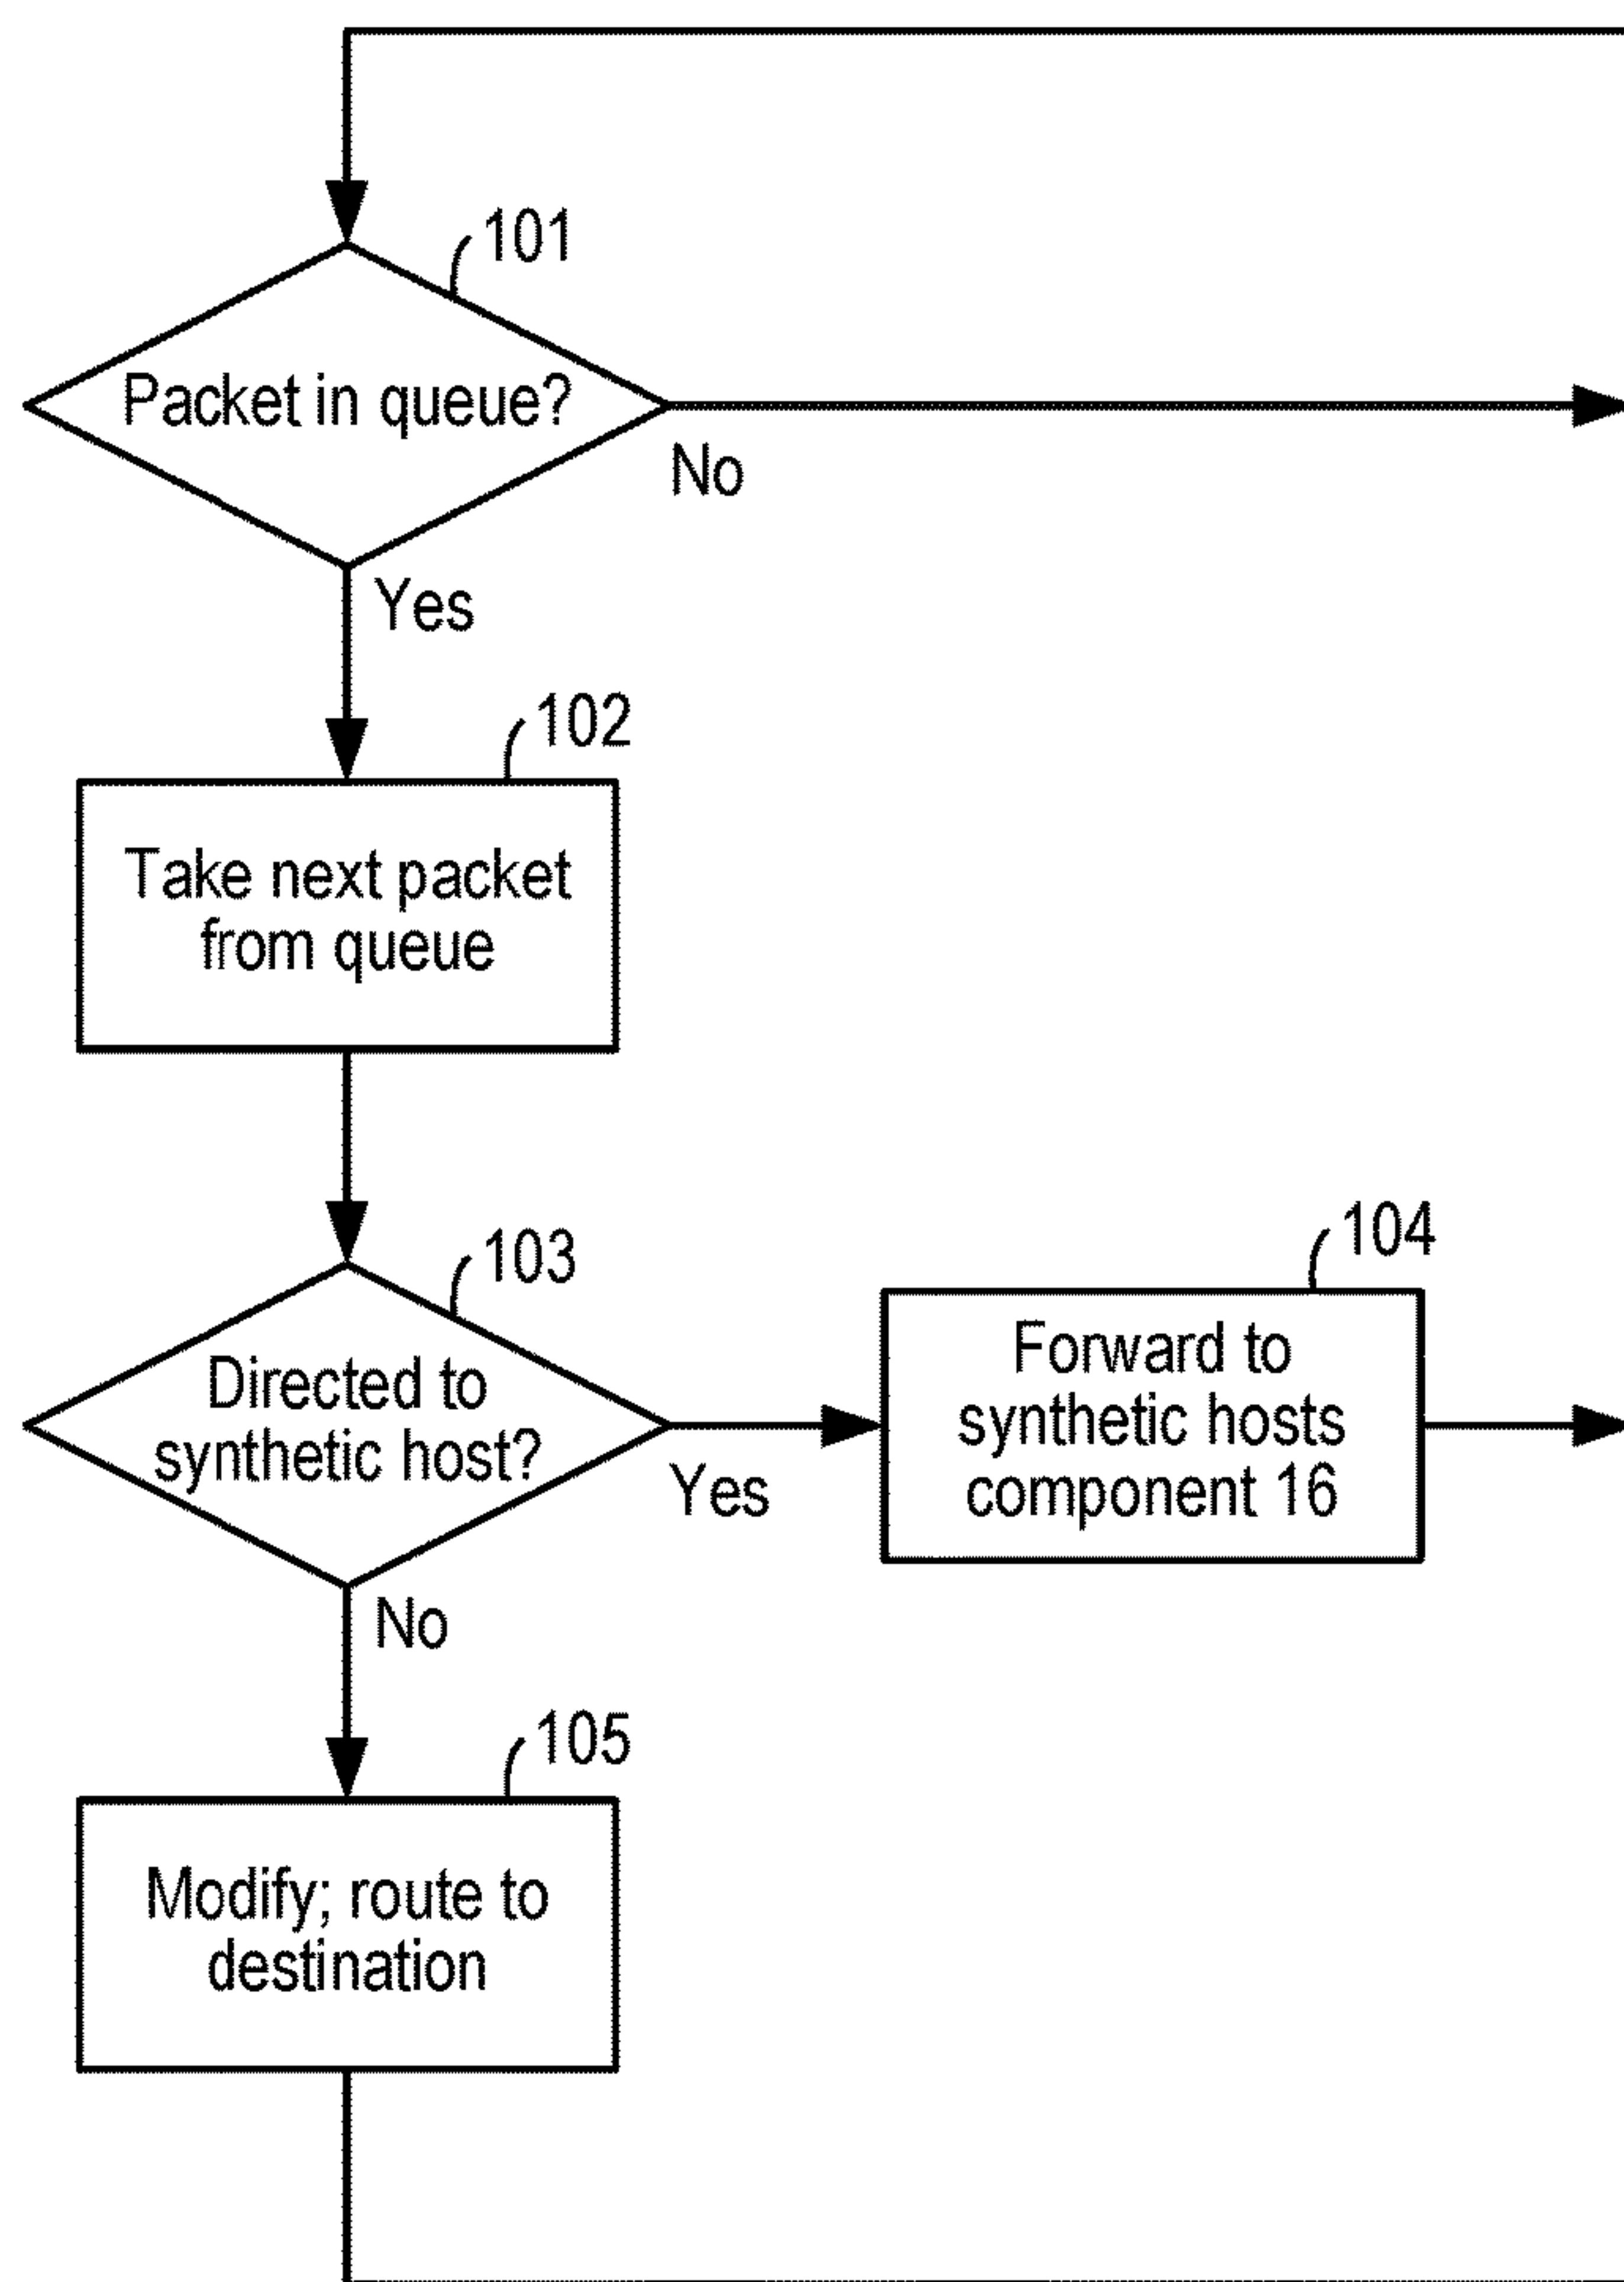 101
Packet in queue?
No
Yes
102
Take next packet
from queue
103
Directed to
synthetic host?
Yes
104
Forward to
synthetic hosts
component 16
No
105
Modify; route to
destination